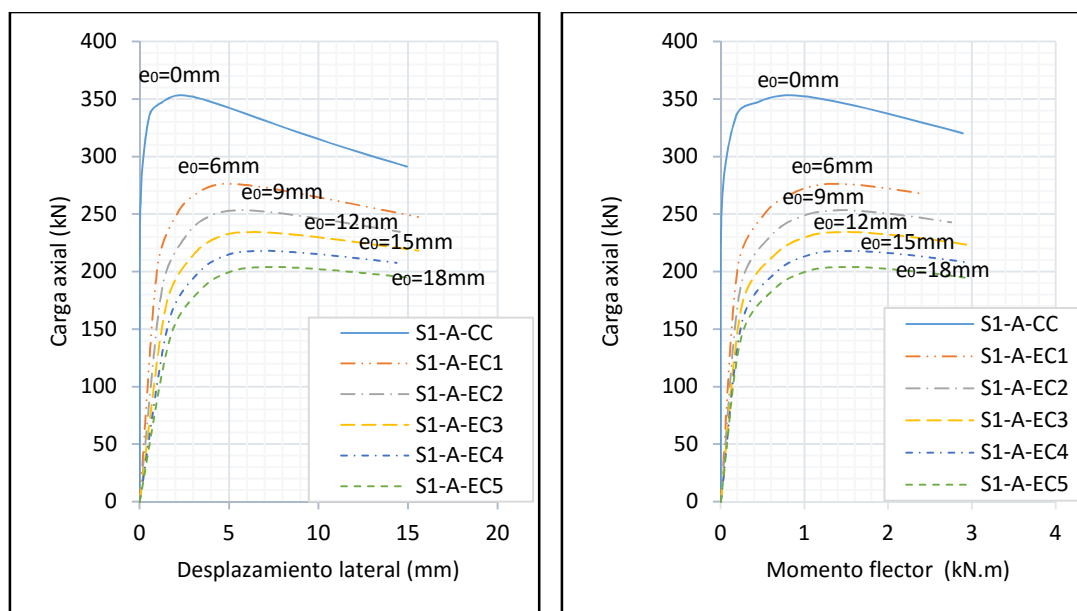 400
350
300
250
200
150
100
50
0
Carga axial (kN)
e0=0mm
e0=6mm
e0=9mm
e0=12mm
e0=15mm
e0=18mm
S1-A-CC
S1-A-EC1
S1-A-EC2
S1-A-EC3
S1-A-EC4
S1-A-EC5
0 5 10 15 20
Desplazamiento lateral (mm)
400
350
300
250
200
150
100
50
0
Carga axial (kN)
e0=0mm
e0=6mm
e0=9mm
e0=12mm
e0=15mm
e0=18mm
S1-A-CC
S1-A-EC1
S1-A-EC2
S1-A-EC3
S1-A-EC4
S1-A-EC5
0 1 2 3 4
Momento flector (kN.m)